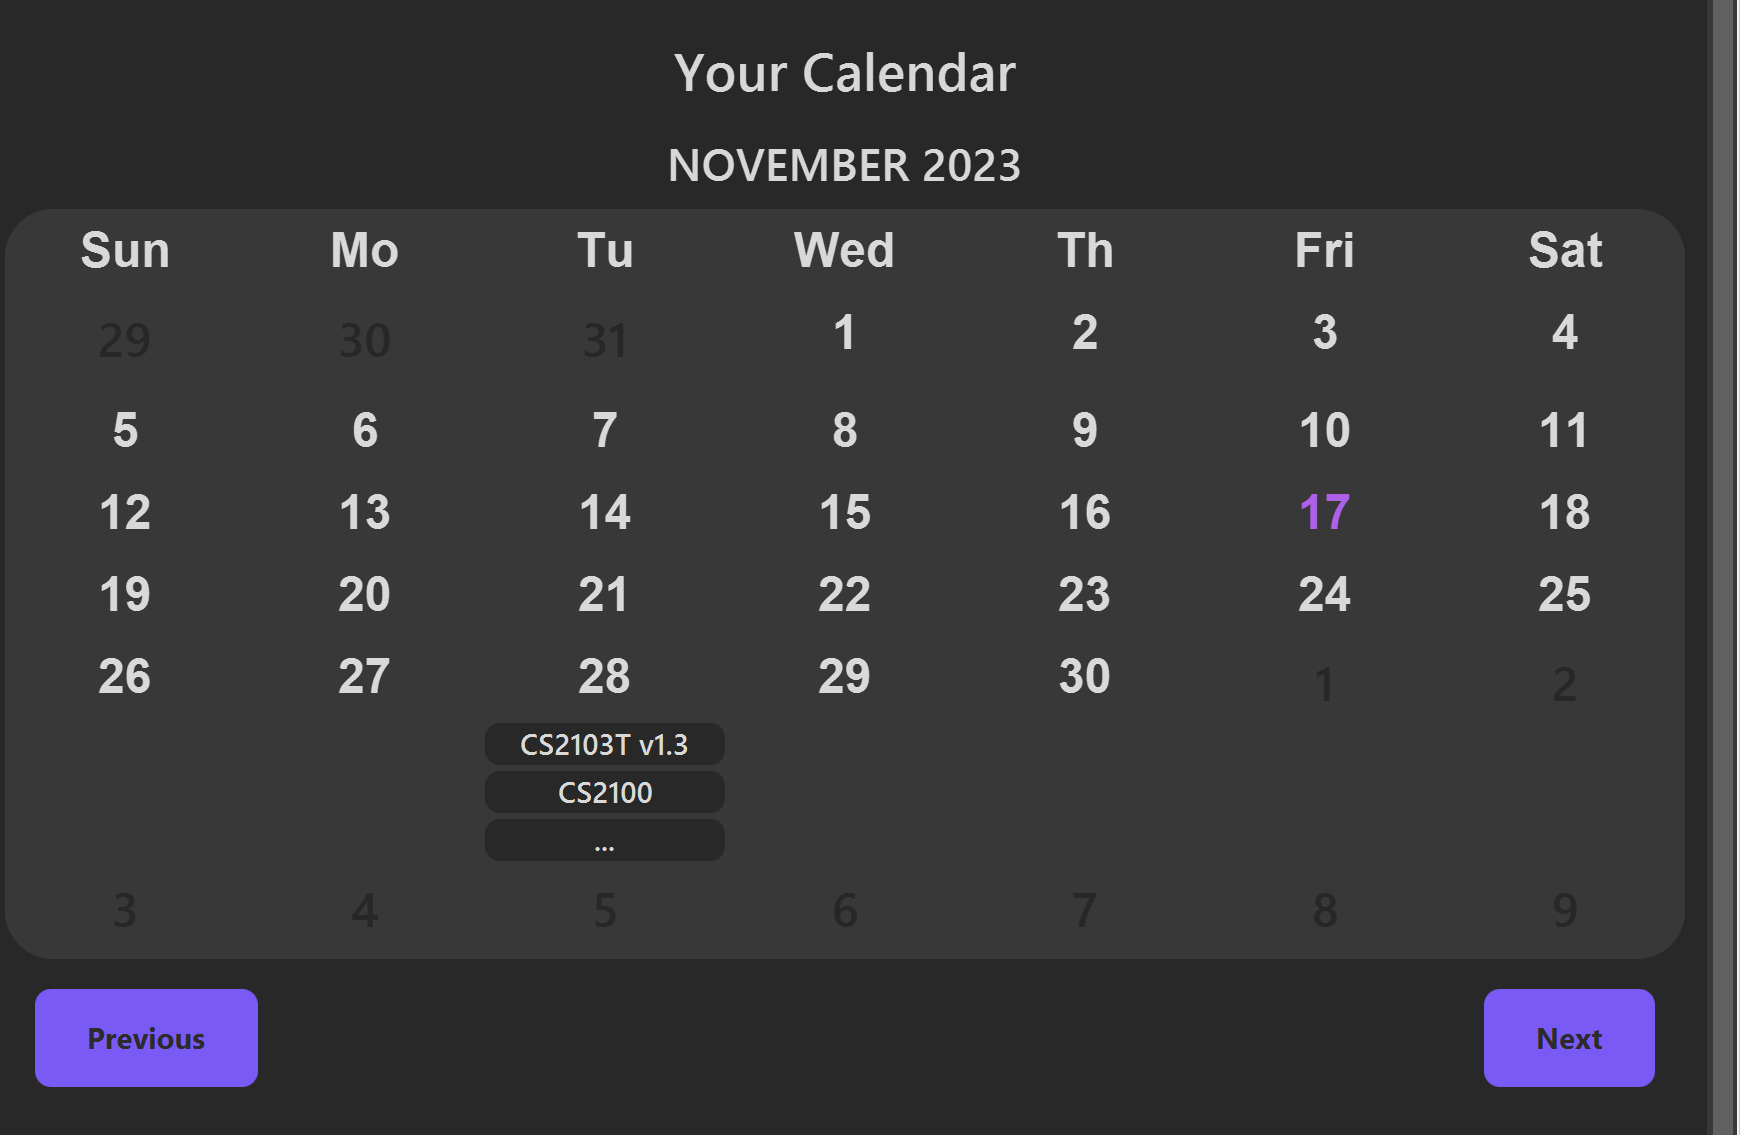 Your Calendar
NOVEMBER 2023
Sun Mo Tu Wed Th Fri Sat
29 30 31 1 2 3 4
5 6 7 8 9 10 11
12 13 14 15 16 17 18
19 20 21 22 23 24 25
26 27 28 29 30 1 2
CS2103T v1.3
CS2100
...
3 4 5 6 7 8 9
Previous Next